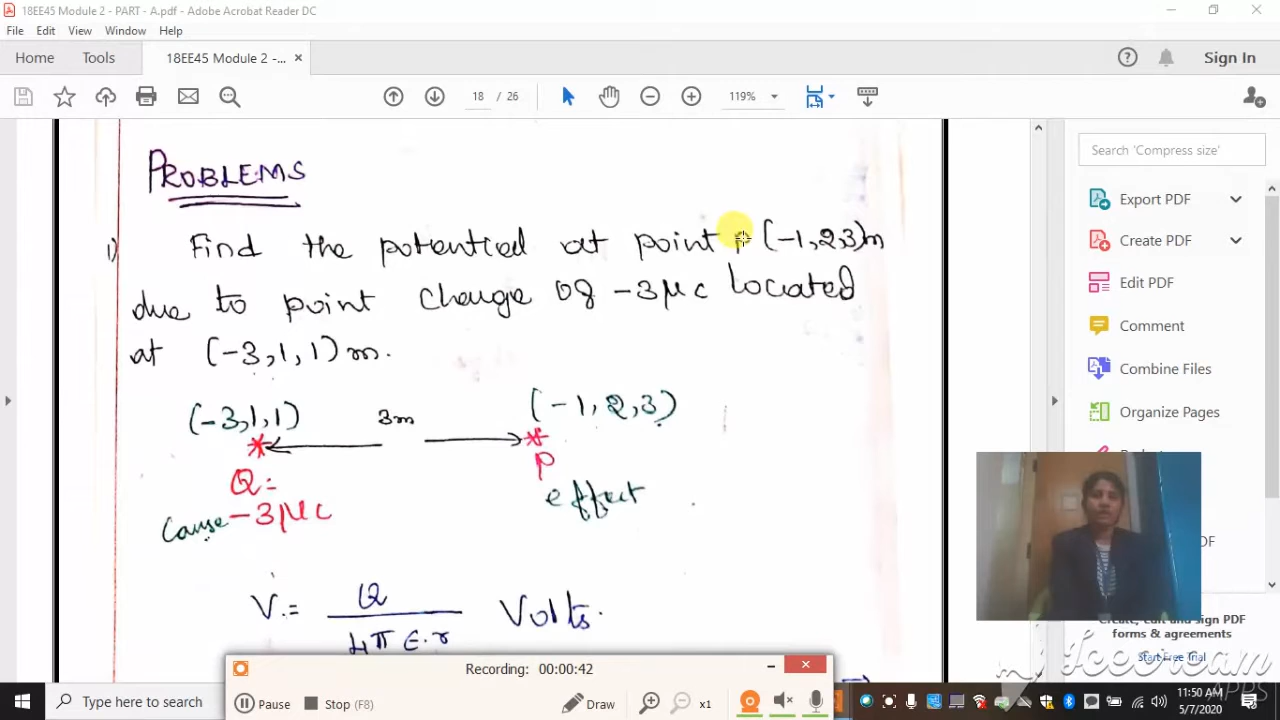 18EE45 Module 2 - PART - A.pdf - Adobe Acrobat Reader DC
File Edit View Window Help
Home Tools 18EE45 Module 2 -... × Sign In
18 / 26 119%
PROBLEMS
1) Find the potential at point P (-1,2,3)m
due to point charge of -3μc located
at (-3,1,1) m.
(-3,1,1) 3m (-1,2,3)
Q = P
-3μc effect
Cause
V = Q / 4π ε.r Volts.
Search 'Compress size'
Export PDF
Create PDF
Edit PDF
Comment
Combine Files
Organize Pages
Create, edit and sign PDF
forms & agreements
Start Free Trial
Recording: 00:00:42
Pause Stop (F8) Draw x1
Icecream
APPS
Type here to search
11:50 AM
5/7/2020